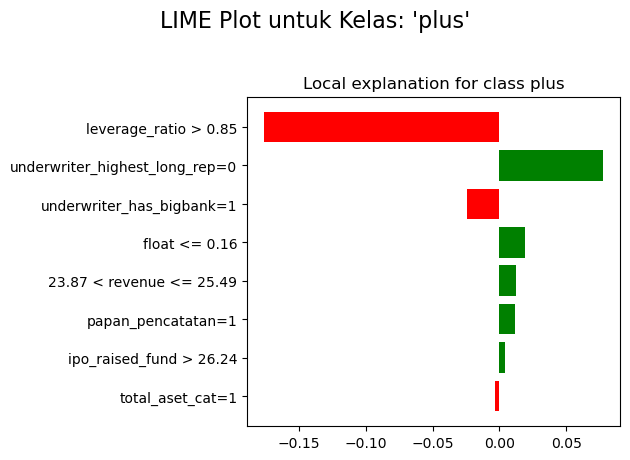 LIME Plot untuk Kelas: 'plus'
Local explanation for class plus
leverage_ratio > 0.85
underwriter_highest_long_rep=0
underwriter_has_bigbank=1
float <= 0.16
23.87 < revenue <= 25.49
papan_pencatatan=1
ipo_raised_fund > 26.24
total_aset_cat=1
−0.15 −0.10 −0.05 0.00 0.05